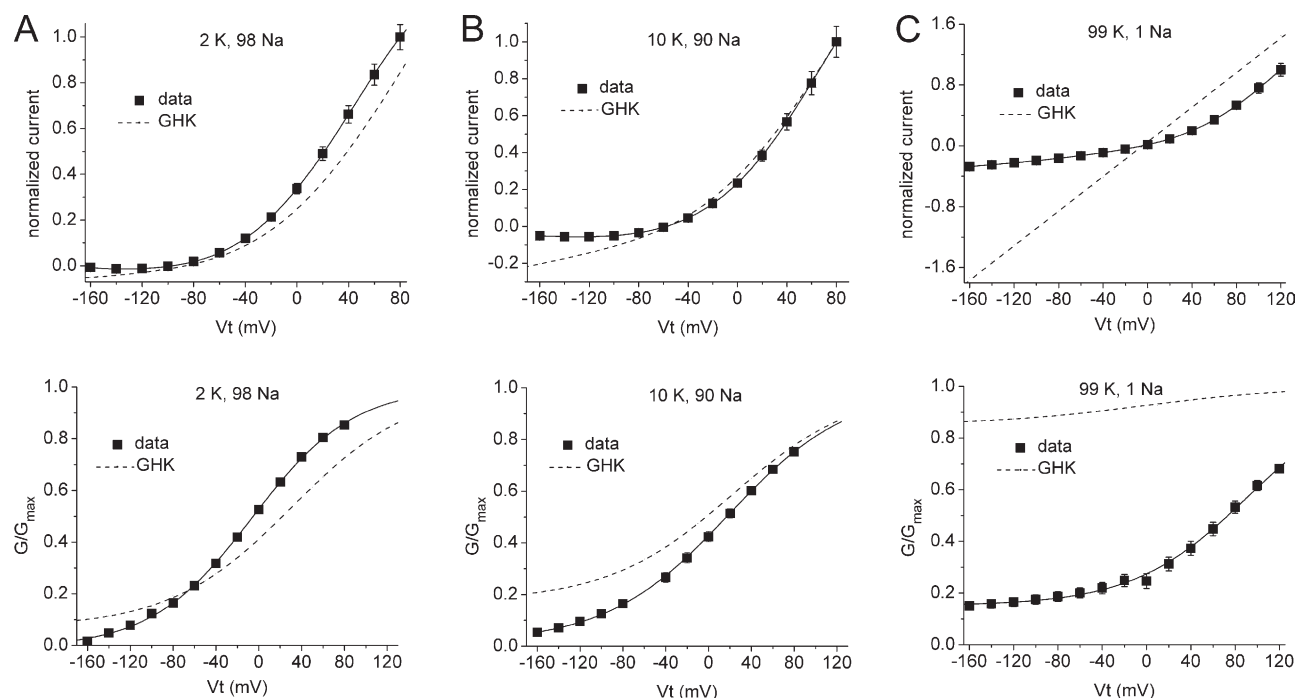 A
2 K, 98 Na
data
GHK
normalized current
1.0
0.8
0.6
0.4
0.2
0.0
-160 -120 -80 -40 0 40 80
Vt (mV)
B
10 K, 90 Na
data
GHK
normalized current
1.0
0.8
0.6
0.4
0.2
0.0
-0.2
-160 -120 -80 -40 0 40 80
Vt (mV)
C
99 K, 1 Na
data
GHK
normalized current
1.6
0.8
0.0
-0.8
-1.6
-160 -120 -80 -40 0 40 80 120
Vt (mV)
2 K, 98 Na
data
GHK
G/Gmax
1.0
0.8
0.6
0.4
0.2
0.0
-160 -80 0 80
Vt (mV)
10 K, 90 Na
data
GHK
G/Gmax
1.0
0.8
0.6
0.4
0.2
0.0
-160 -80 0 80
Vt (mV)
99 K, 1 Na
data
GHK
G/Gmax
1.0
0.8
0.6
0.4
0.2
0.0
-160 -120 -80 -40 0 40 80 120
Vt (mV)